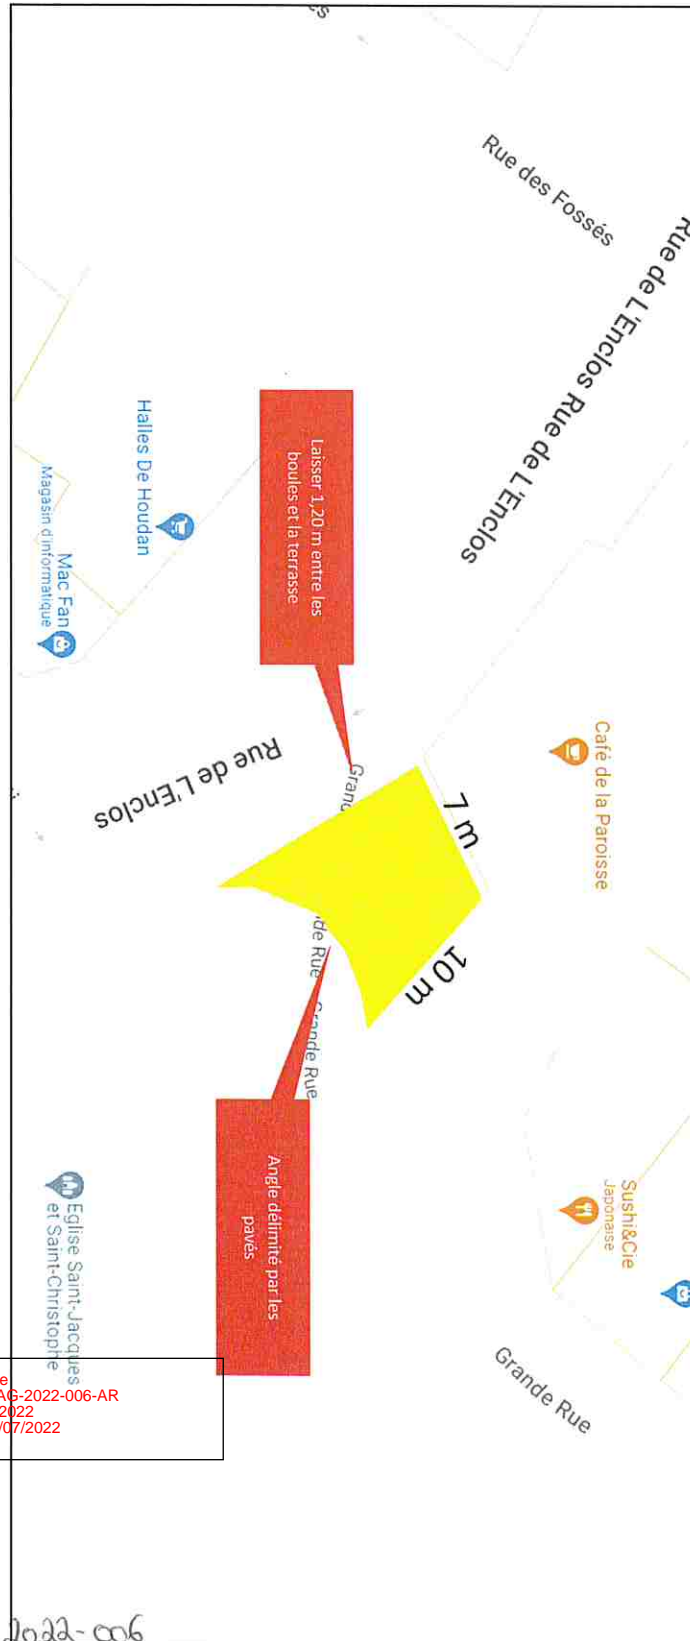 Rue des Fossés
Rue de L'Enclos
Rue de L'Enclos
Laisser 1,20 m entre les
boules et la terrasse
Halles De Houdan
Mac Fan
Magasin d'informatique
Café de la Paroisse
7 m
10 m
Rue de L'Enclos
Grande Rue
Angle délimité par les
pavés
Sushi&Cie
Japonaise
Grande Rue
Eglise Saint-Jacques
et Saint-Christophe
AG-2022-006-AR
2022
/07/2022
2022-006